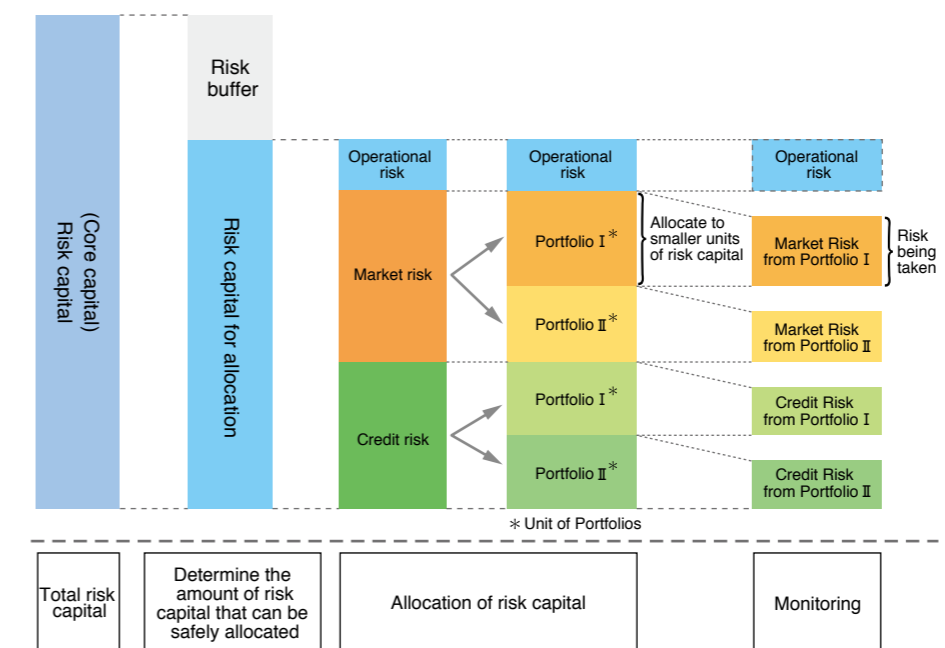 Risk capital
(Core capital)
Risk
buffer
Risk capital for allocation
Operational
risk
Market risk
Credit risk
Operational
risk
Portfolio Ⅰ*
Portfolio Ⅱ*
Portfolio Ⅰ*
Portfolio Ⅱ*
* Unit of Portfolios
Allocate to
smaller units
of risk capital
Operational
risk
Market Risk
from Portfolio Ⅰ
Market Risk
from Portfolio Ⅱ
Credit Risk
from Portfolio Ⅰ
Credit Risk
from Portfolio Ⅱ
Risk
being
taken
Total risk
capital
Determine the
amount of risk
capital that can be
safely allocated
Allocation of risk capital
Monitoring